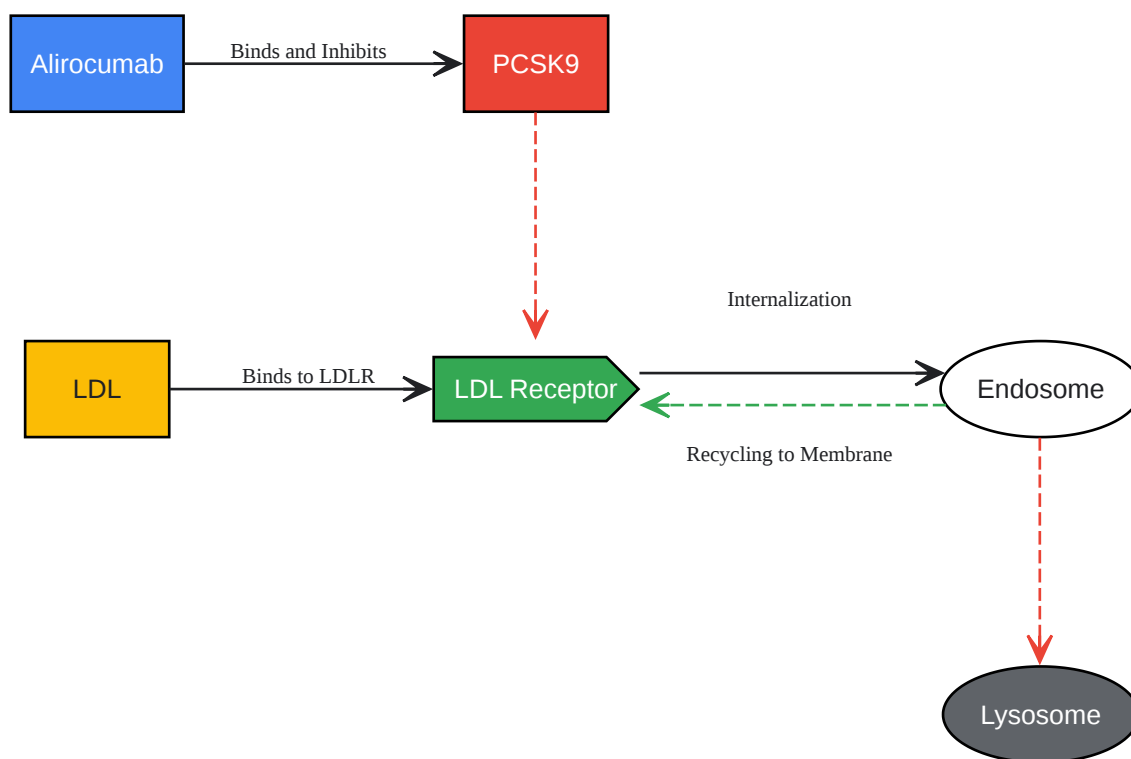 Alirocumab
Binds and Inhibits
PCSK9
Internalization
LDL
Binds to LDLR
LDL Receptor
Endosome
Recycling to Membrane
Lysosome